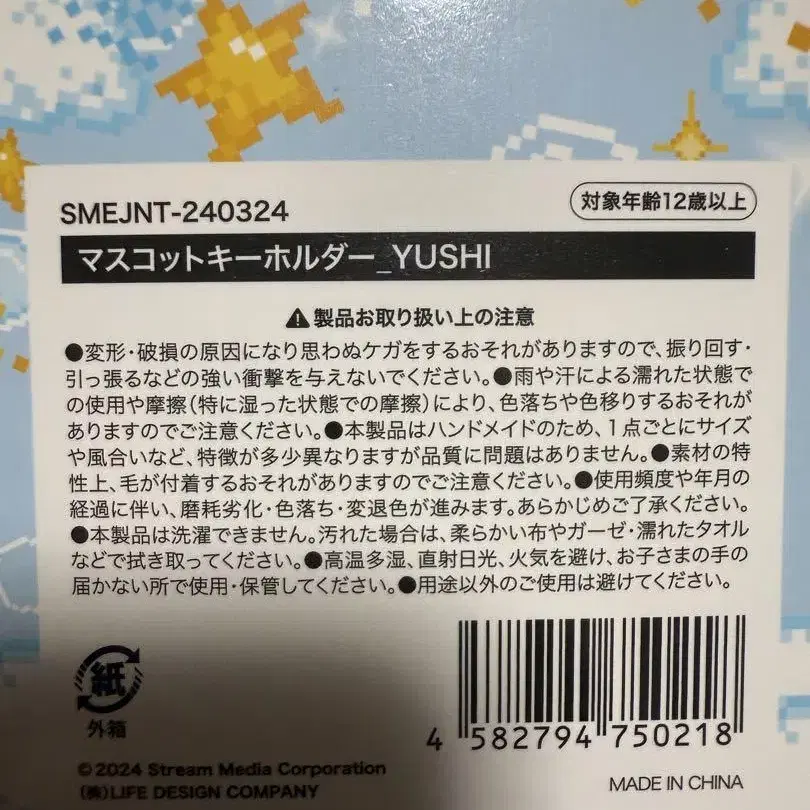 SMEJNT-240324
対象年齢12歳以上
マスコットキーホルダー_YUSHI
⚠製品お取り扱い上の注意
●変形・破損の原因になり思わぬケガをするおそれがありますので、振り回す・
引っ張るなどの強い衝撃を与えないでください。●雨や汗による濡れた状態で
の使用や摩擦(特に湿った状態での摩擦)により、色落ちや色移りするおそれが
ありますのでご注意ください。●本製品はハンドメイドのため、1点ごとにサイズ
や風合いなど、特徴が多少異なりますが品質に問題はありません。●素材の特
性上、毛が付着するおそれがありますのでご注意ください。●使用頻度や年月の
経過に伴い、磨耗劣化・色落ち・変退色が進みます。あらかじめご了承ください。
●本製品は洗濯できません。汚れた場合は、柔らかい布やガーゼ・濡れたタオル
などで拭き取ってください。●高温多湿、直射日光、火気を避け、お子さまの手の
届かない所で使用・保管してください。●用途以外のご使用は避けてください。
紙
外箱
4 582794 750218
©2024 Stream Media Corporation
(株)LIFE DESIGN COMPANY
MADE IN CHINA